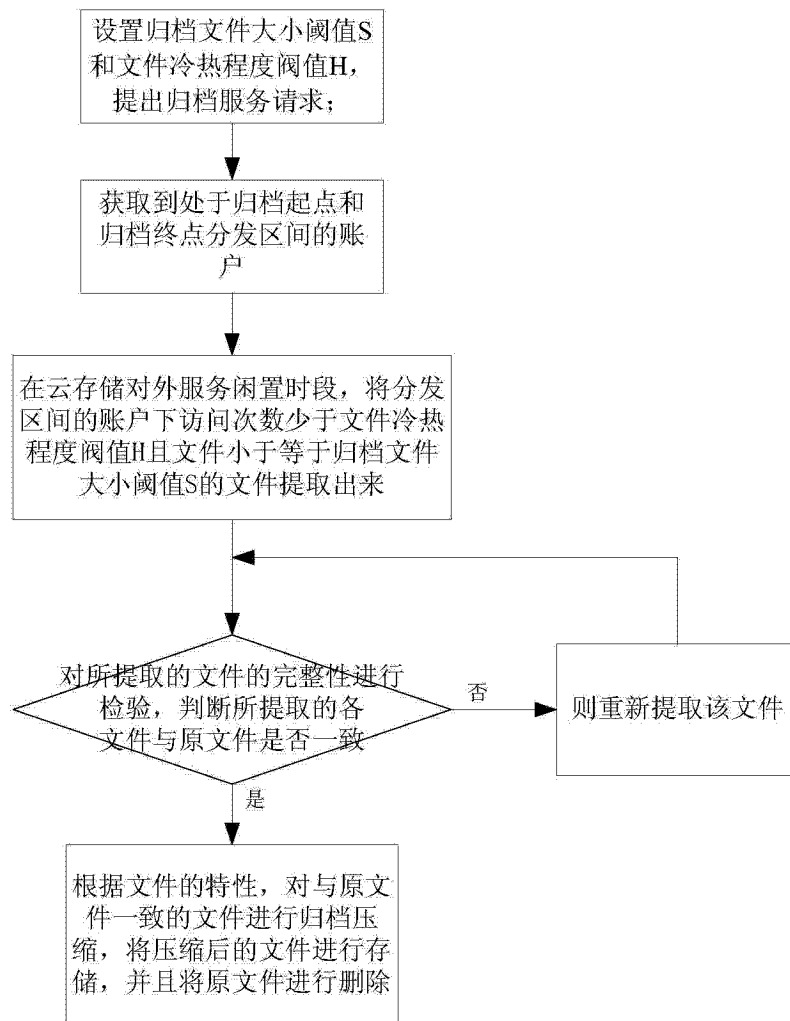 设置归档文件大小阈值S
和文件冷热程度阀值H，
提出归档服务请求；
获取到处于归档起点和
归档终点分发区间的账
户
在云存储对外服务闲置时段，将分发
区间的账户下访问次数少于文件冷热
程度阀值H且文件小于等于归档文件
大小阈值S的文件提取出来
对所提取的文件的完整性进行
检验，判断所提取的各
文件与原文件是否一致
否
则重新提取该文件
是
根据文件的特性，对与原文
件一致的文件进行归档压
缩，将压缩后的文件进行存
储，并且将原文件进行删除